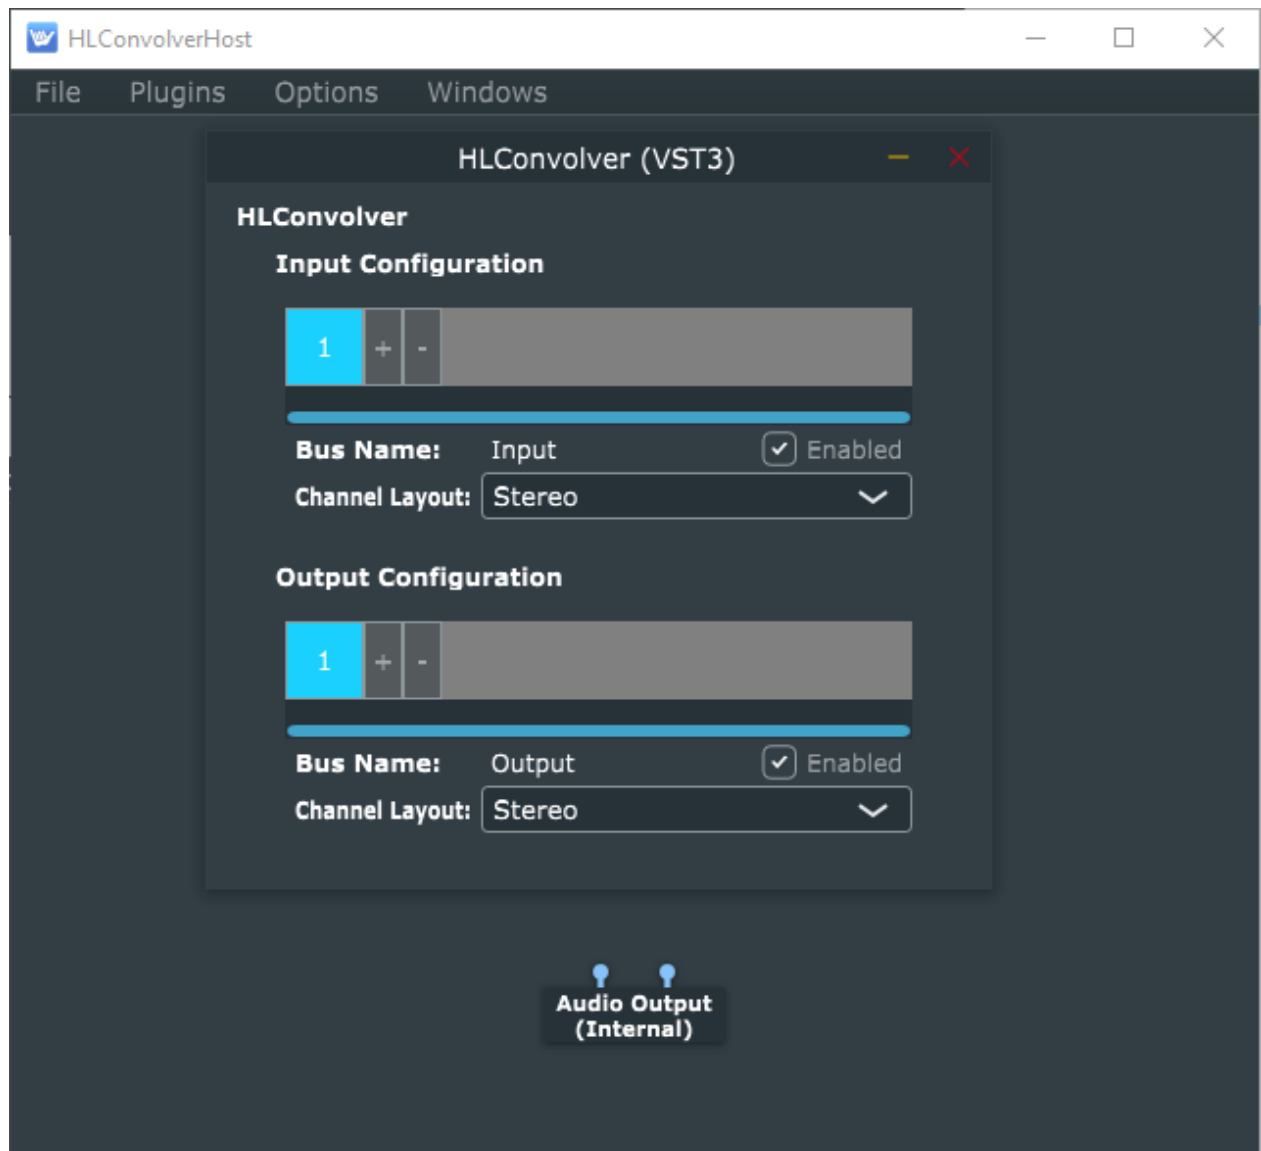 HLConvolverHost
File Plugins Options Windows
HLConvolver (VST3)
HLConvolver
Input Configuration
1 + -
Bus Name: Input Enabled
Channel Layout: Stereo
Output Configuration
1 + -
Bus Name: Output Enabled
Channel Layout: Stereo
Audio Output
(Internal)